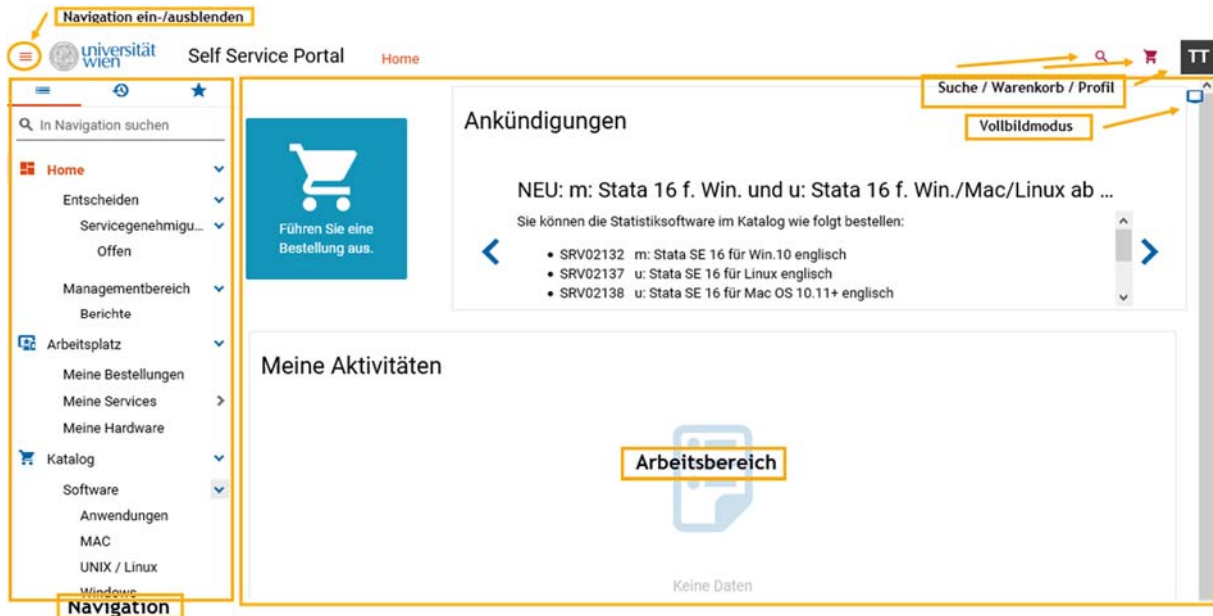 Navigation ein-/ausblenden
universität
wien
Self Service Portal
Home
TT
Suche / Warenkorb / Profil
Vollbildmodus
In Navigation suchen
Home
Entscheiden
Servicegenehmigu...
Offen
Managementbereich
Berichte
Arbeitsplatz
Meine Bestellungen
Meine Services
Meine Hardware
Katalog
Software
Anwendungen
MAC
UNIX / Linux
Windows
Navigation
Führen Sie eine
Bestellung aus.
Ankündigungen
NEU: m: Stata 16 f. Win. und u: Stata 16 f. Win./Mac/Linux ab ...
Sie können die Statistiksoftware im Katalog wie folgt bestellen:
• SRV02132 m: Stata SE 16 für Win.10 englisch
• SRV02137 u: Stata SE 16 für Linux englisch
• SRV02138 u: Stata SE 16 für Mac OS 10.11+ englisch
Meine Aktivitäten
Arbeitsbereich
Keine Daten